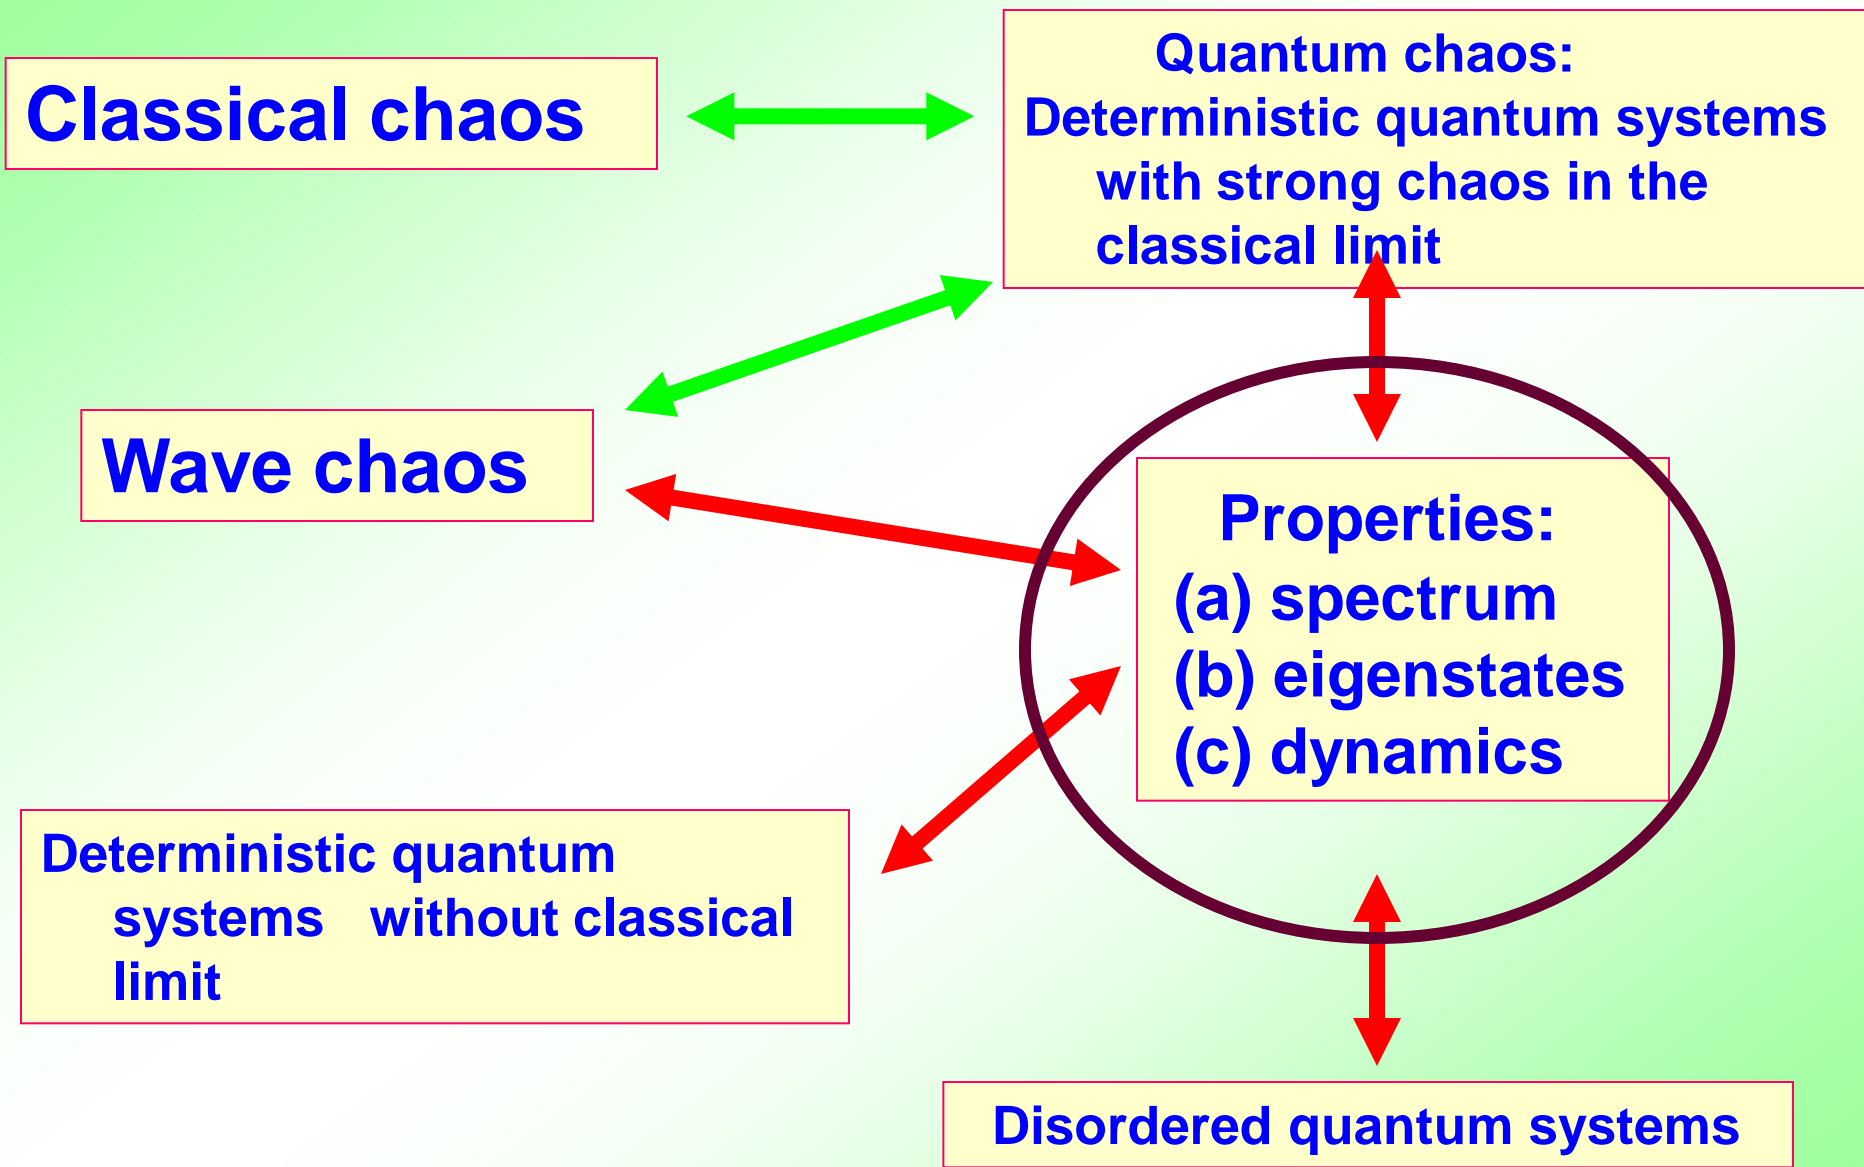 Classical chaos
Quantum chaos:
Deterministic quantum systems
with strong chaos in the
classical limit
Wave chaos
Properties:
(a) spectrum
(b) eigenstates
(c) dynamics
Deterministic quantum
systems without classical
limit
Disordered quantum systems